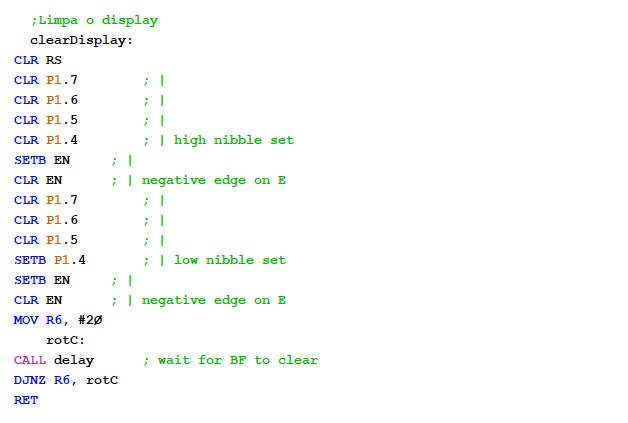 ;Limpa o display
clearDisplay:
CLR RS
CLR P1.7 ; |
CLR P1.6 ; |
CLR P1.5 ; |
CLR P1.4 ; | high nibble set
SETB EN ; |
CLR EN ; | negative edge on E
CLR P1.7 ; |
CLR P1.6 ; |
CLR P1.5 ; |
SETB P1.4 ; | low nibble set
SETB EN ; |
CLR EN ; | negative edge on E
MOV R6, #20
rotC:
CALL delay ; wait for BF to clear
DJNZ R6, rotC
RET